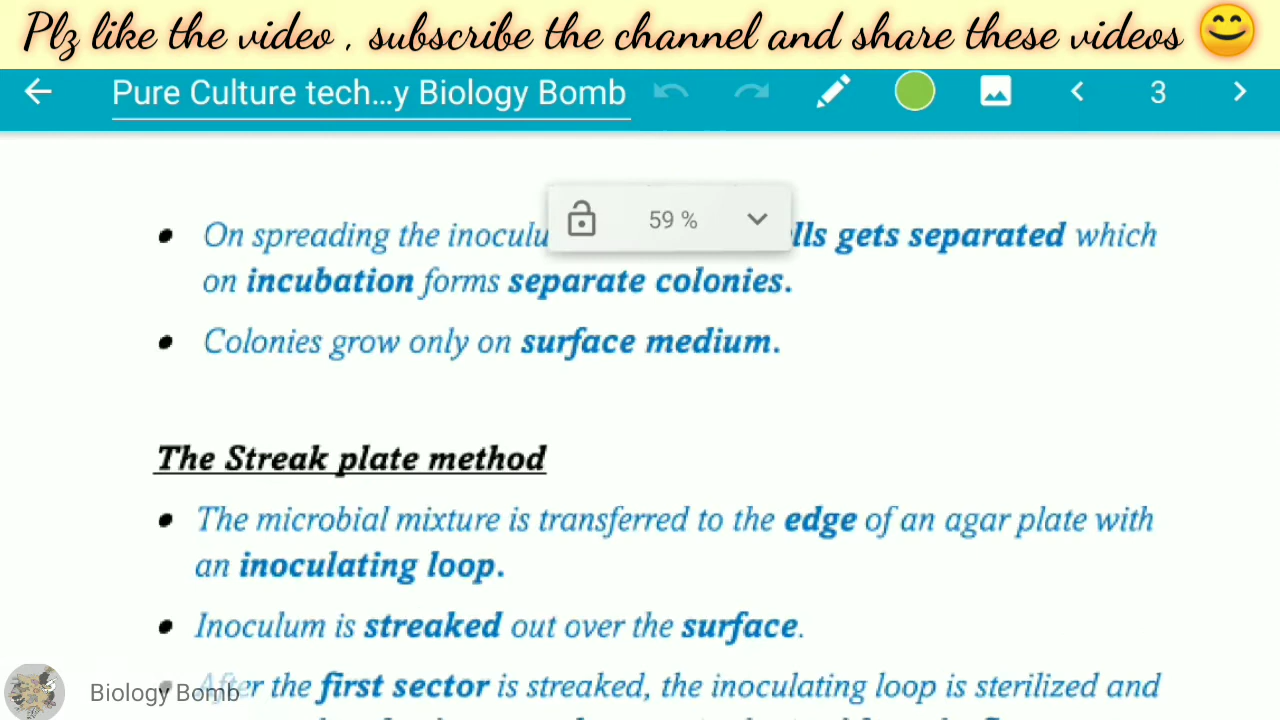 Plz like the video , subscribe the channel and share these videos
Pure Culture tech...y Biology Bomb
3
59 %
On spreading the inoculu lls gets separated which
on incubation forms separate colonies.
Colonies grow only on surface medium.
The Streak plate method
The microbial mixture is transferred to the edge of an agar plate with
an inoculating loop.
Inoculum is streaked out over the surface.
After the first sector is streaked, the inoculating loop is sterilized and
Biology Bomb